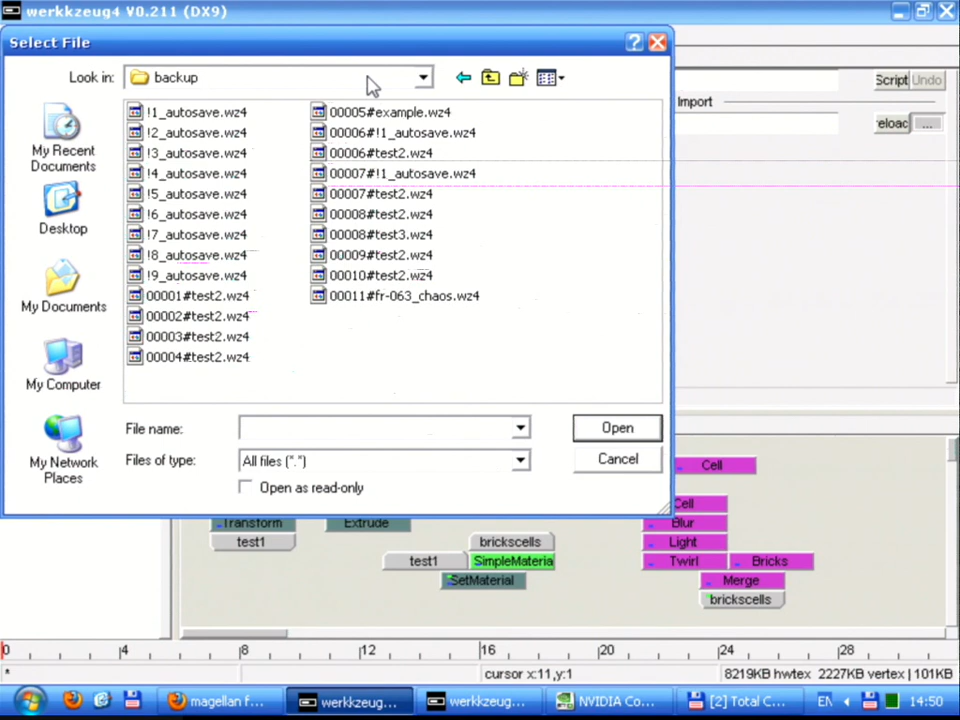 werkkzeug4 V0.211 (DX9)
Select File
Look in: backup
Script Undo
Import
reloac ...
My Recent
Documents
Desktop
My Documents
My Computer
My Network
Places
!1_autosave.wz4
!2_autosave.wz4
!3_autosave.wz4
!4_autosave.wz4
!5_autosave.wz4
!6_autosave.wz4
!7_autosave.wz4
!8_autosave.wz4
!9_autosave.wz4
00001#test2.wz4
00002#test2.wz4
00003#test2.wz4
00004#test2.wz4
00005#example.wz4
00006#!1_autosave.wz4
00006#test2.wz4
00007#!1_autosave.wz4
00007#test2.wz4
00008#test2.wz4
00008#test3.wz4
00009#test2.wz4
00010#test2.wz4
00011#fr-063_chaos.wz4
File name:
Open
Files of type: All files (*.*)
Cancel
Open as read-only
Cell
Cell
Transform Extrude Blur
test1 brickscells Light
test1 SimpleMateria Twirl Bricks
SetMaterial Merge
brickscells
0 4 8 12 16 20 24 28
* cursor x:11,y:1 8219KB hwtex 2227KB vertex | 101KB
magellan f... werkkzeug... werkkzeug... NVIDIA Co... [2] Total C... EN 14:50